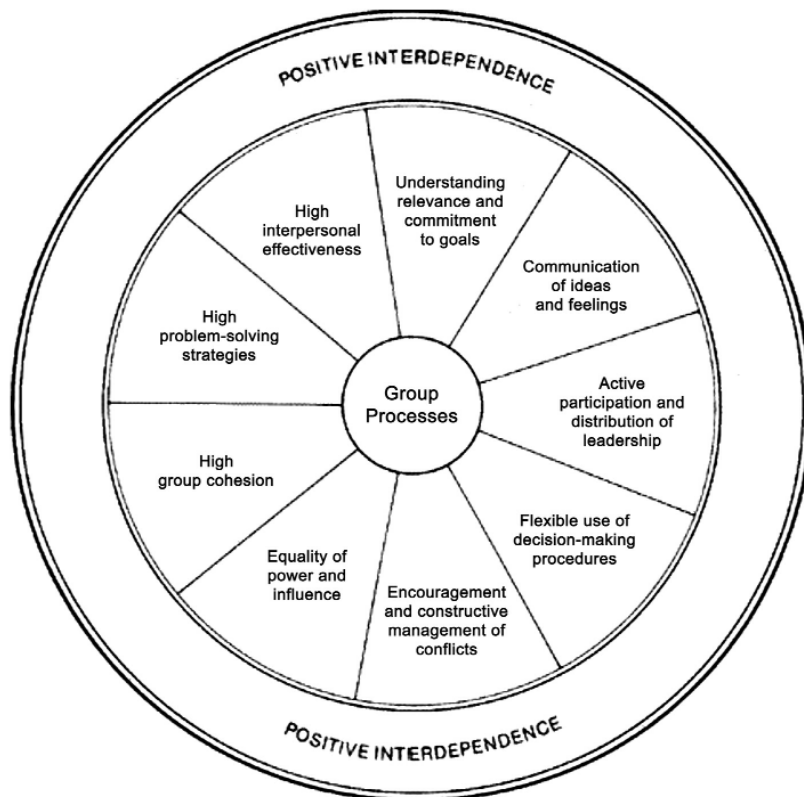 POSITIVE INTERDEPENDENCE
Understanding
relevance and
commitment
to goals
Communication
of ideas
and feelings
Active
participation and
distribution of
leadership
Flexible use of
decision-making
procedures
Encouragement
and constructive
management of
conflicts
Equality of
power and
influence
High
group cohesion
High
problem-solving
strategies
High
interpersonal
effectiveness
Group
Processes
POSITIVE INTERDEPENDENCE